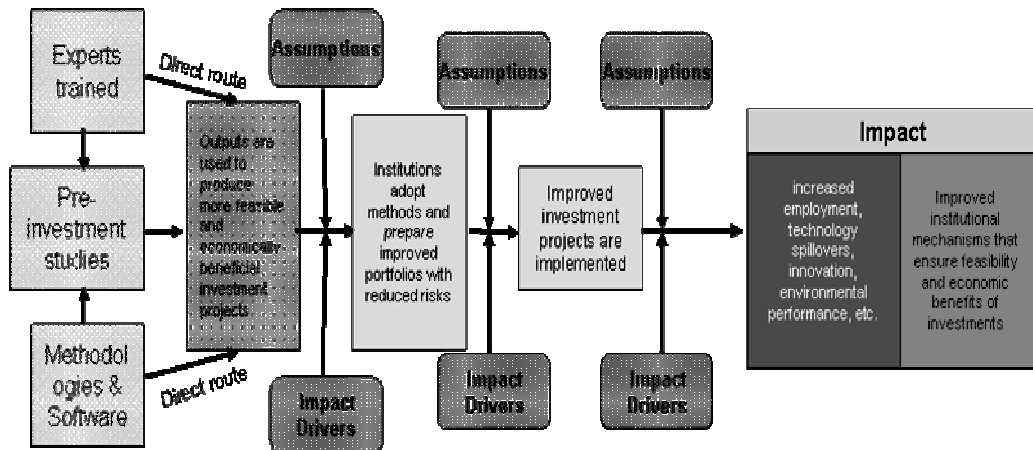 Experts
trained
Direct route
Pre-
investment
studies
Methodol
ogies &
Software
Direct route
Outputs are
used to
produce
more feasible
and
economically
beneficial
investment
projects
Assumptions
Impact
Drivers
Institutions
adopt
methods and
prepare
improved
portfolios with
reduced risks
Assumptions
Impact
Drivers
Improved
investment
projects are
implemented
Assumptions
Impact
Drivers
Impact
increased
employment,
technology
spillovers,
innovation,
environmental
performance, etc.
Improved
institutional
mechanisms that
ensure feasibility
and economic
benefits of
investments